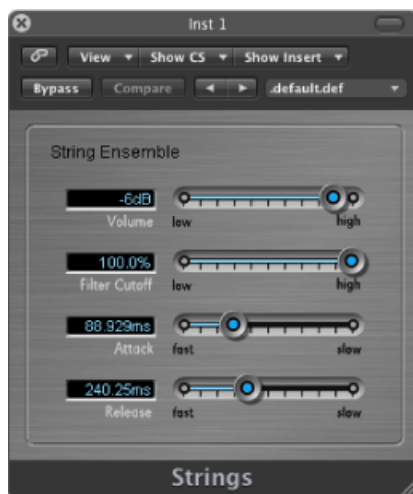 Inst 1
View Show CS Show Insert
Bypass Compare .default.def
String Ensemble
-6dB
Volume low high
100.0%
Filter Cutoff low high
88.929ms
Attack fast slow
240.25ms
Release fast slow
Strings